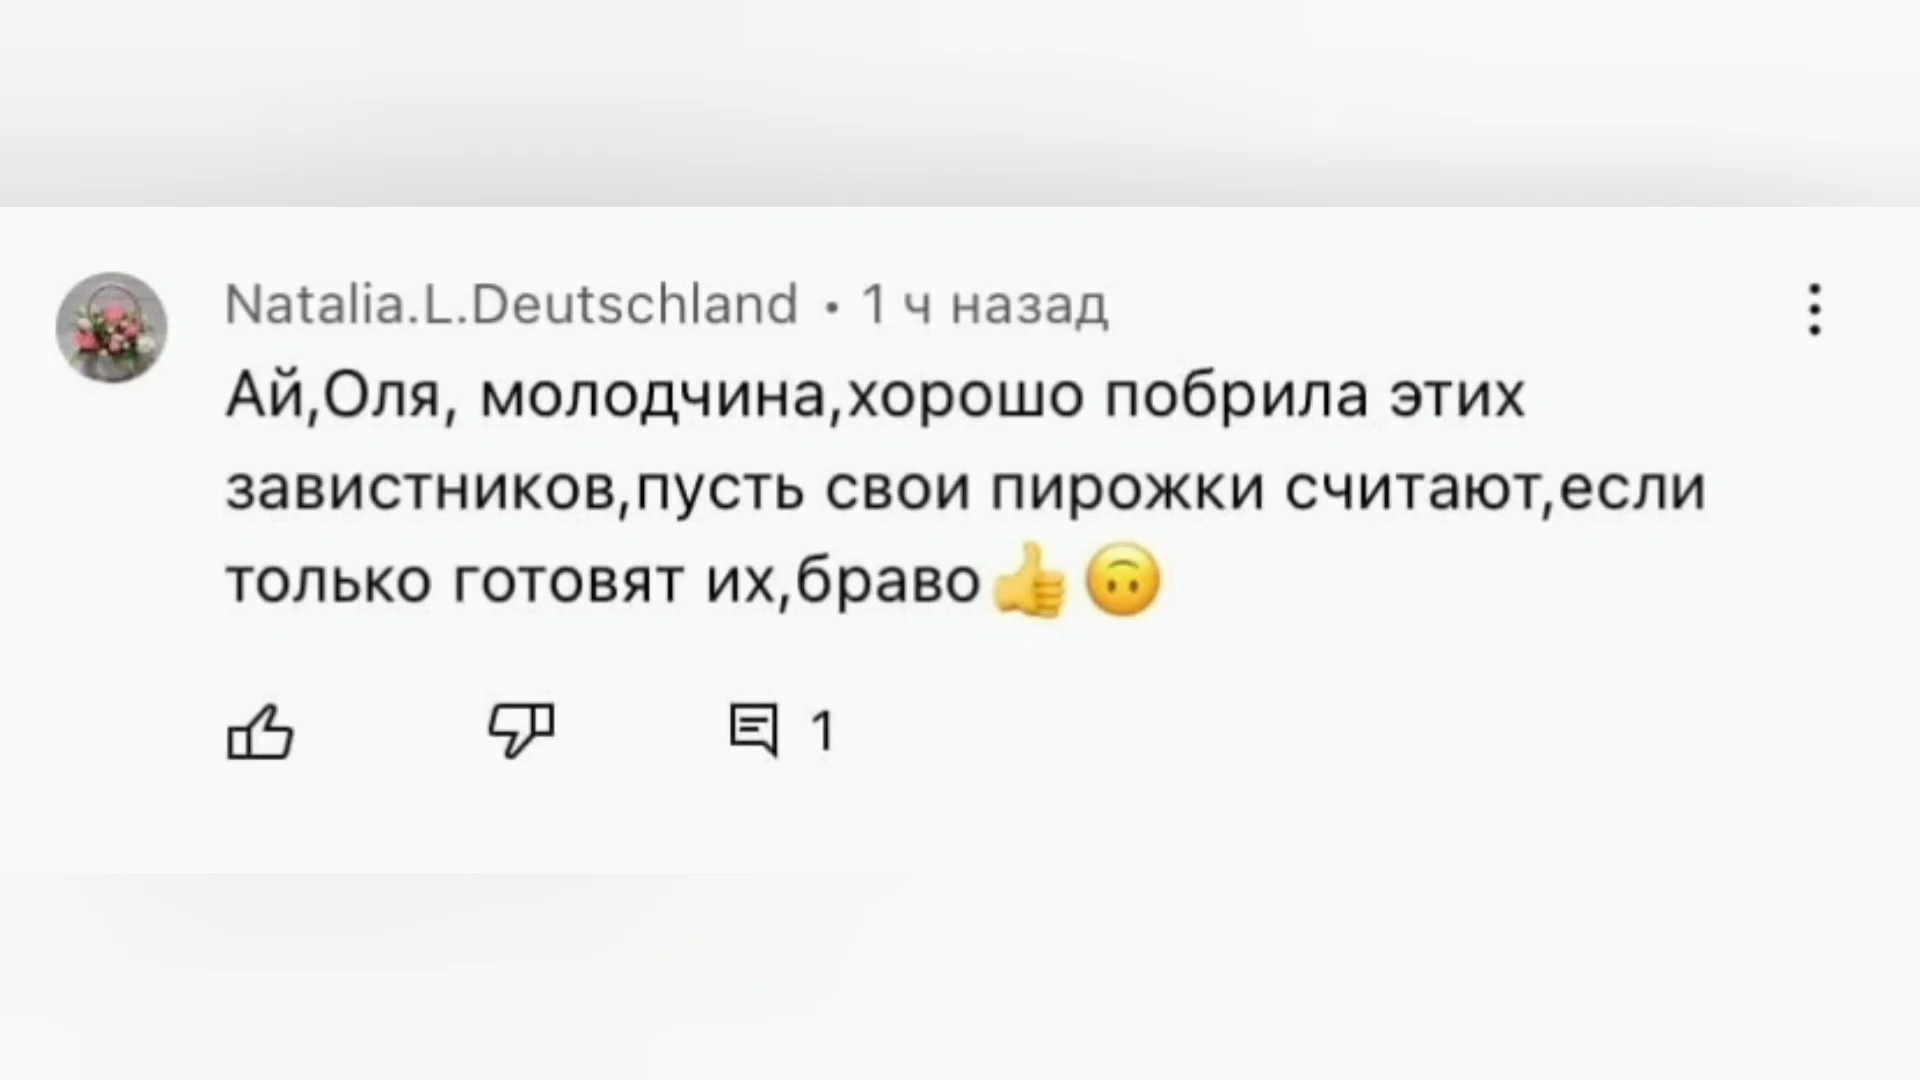 Natalia.L.Deutschland • 1 ч назад
Ай,Оля, молодчина,хорошо побрила этих
завистников,пусть свои пирожки считают,если
только готовят их,браво👍🙃
1